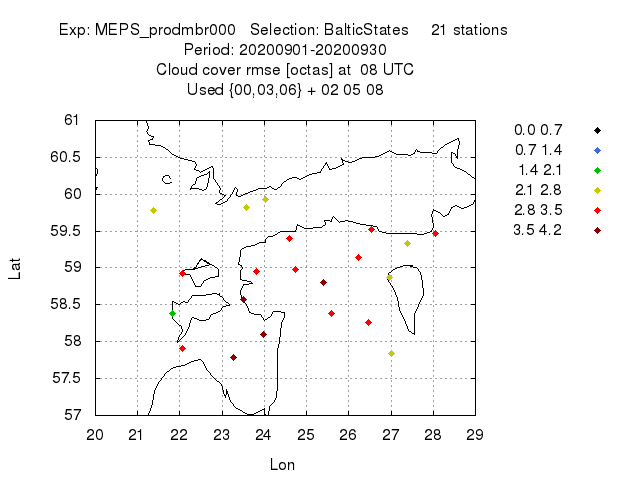 Exp: MEPS_prodmbr000   Selection: BalticStates     21 stations
Period: 20200901-20200930
Cloud cover rmse [octas] at  08 UTC
Used {00,03,06} + 02 05 08
61
60.5
60
59.5
59
58.5
58
57.5
57
20 21 22 23 24 25 26 27 28 29
Lat
Lon
0.0 0.7
0.7 1.4
1.4 2.1
2.1 2.8
2.8 3.5
3.5 4.2